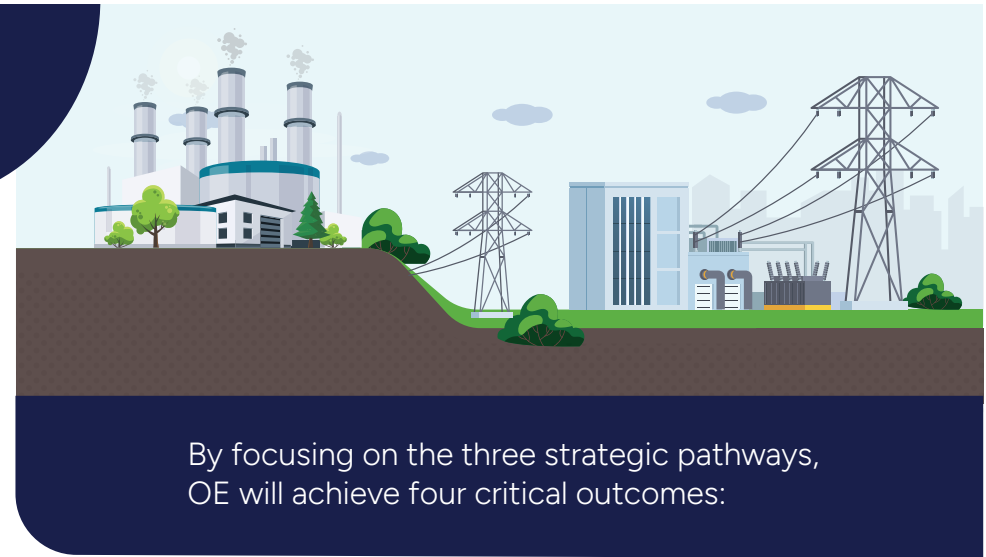 By focusing on the three strategic pathways,
OE will achieve four critical outcomes: